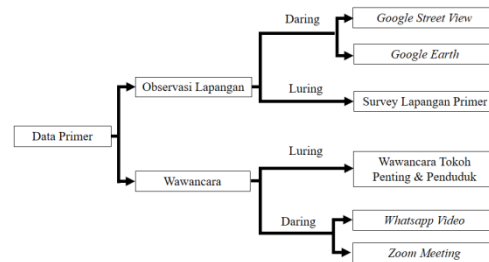 Data Primer
Observasi Lapangan
Daring
Google Street View
Google Earth
Luring
Survey Lapangan Primer
Wawancara
Luring
Wawancara Tokoh
Penting & Penduduk
Daring
Whatsapp Video
Zoom Meeting